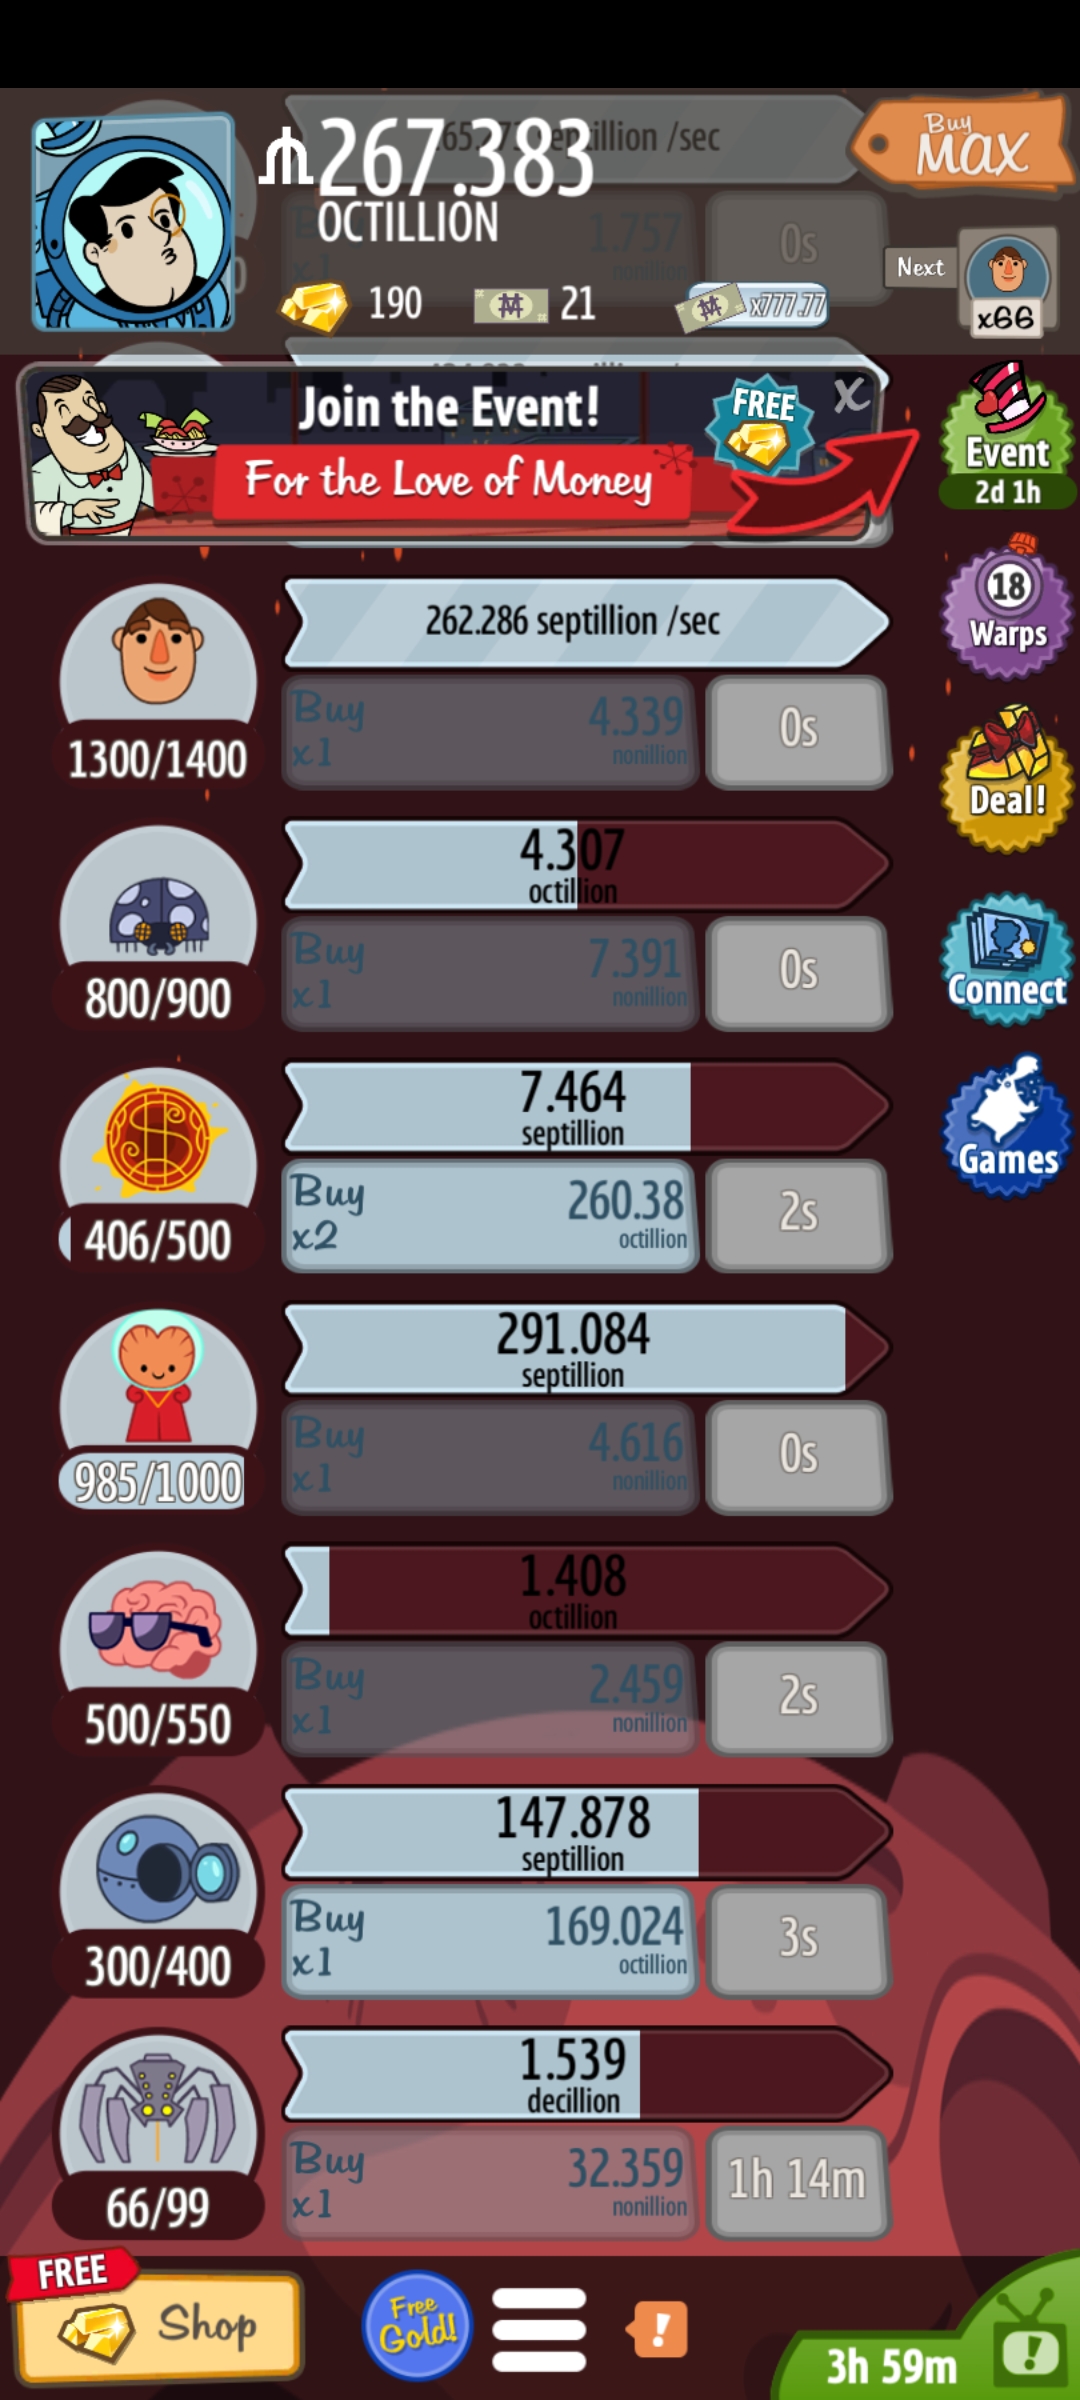 267.383
OCTILLION
septillion /sec
Buy
MAX
1.757
nonillion
0s
190
21
x777.77
Next
x66
Join the Event!
FREE
X
For the Love of Money
Event
2d 1h
262.286 septillion /sec
18
Warps
Buy
x1
4.339
nonillion
0s
1300/1400
Deal!
4.307
octillion
Buy
x1
7.391
nonillion
0s
800/900
Connect
7.464
septillion
Games
Buy
x2
260.38
octillion
2s
406/500
291.084
septillion
Buy
x1
4.616
nonillion
0s
985/1000
1.408
octillion
Buy
x1
2.459
nonillion
2s
500/550
147.878
septillion
Buy
x1
169.024
octillion
3s
300/400
1.539
decillion
Buy
x1
32.359
nonillion
1h 14m
66/99
FREE
Shop
Free
Gold!
!
3h 59m
!